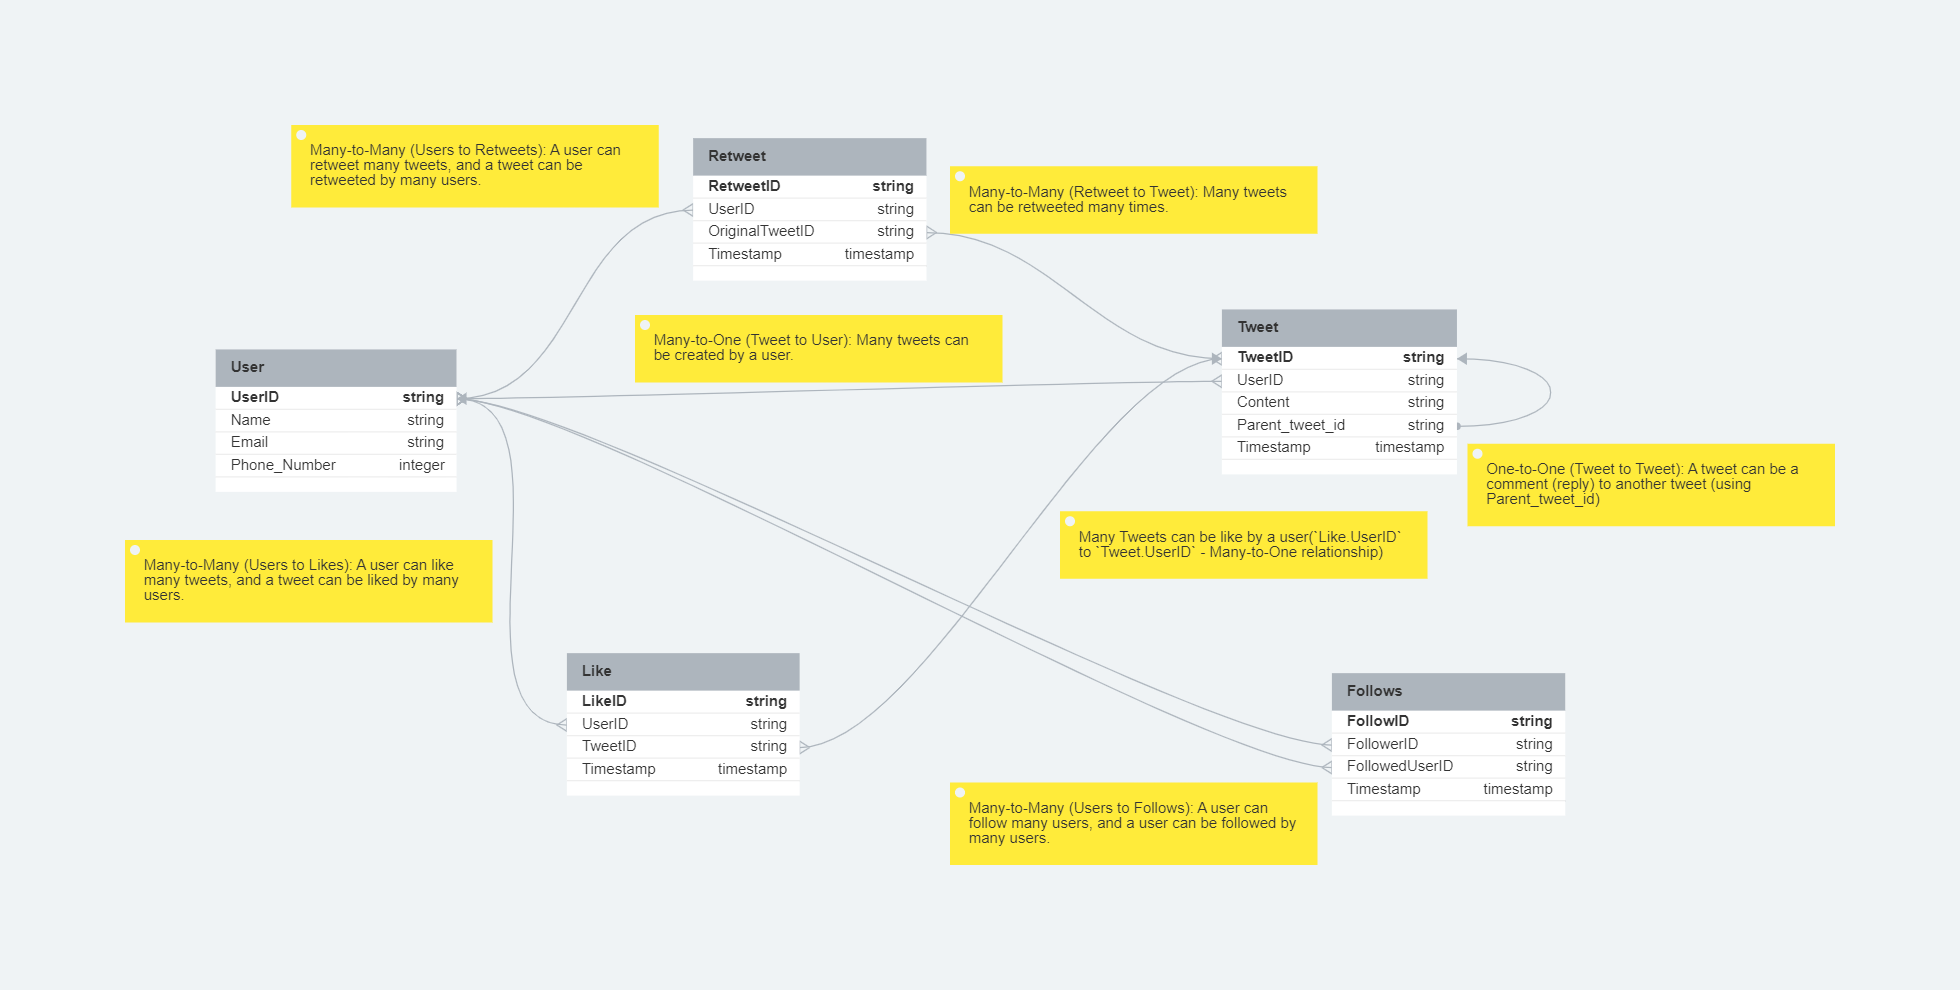 Many-to-Many (Users to Retweets): A user can
retweet many tweets, and a tweet can be
retweeted by many users.
Retweet
RetweetID string
UserID string
OriginalTweetID string
Timestamp timestamp
Many-to-Many (Retweet to Tweet): Many tweets
can be retweeted many times.
Many-to-One (Tweet to User): Many tweets can
be created by a user.
Tweet
TweetID string
UserID string
Content string
Parent_tweet_id string
Timestamp timestamp
User
UserID string
Name string
Email string
Phone_Number integer
One-to-One (Tweet to Tweet): A tweet can be a
comment (reply) to another tweet (using
Parent_tweet_id)
Many Tweets can be like by a user(`Like.UserID`
to `Tweet.UserID` - Many-to-One relationship)
Many-to-Many (Users to Likes): A user can like
many tweets, and a tweet can be liked by many
users.
Like
LikeID string
UserID string
TweetID string
Timestamp timestamp
Follows
FollowID string
FollowerID string
FollowedUserID string
Timestamp timestamp
Many-to-Many (Users to Follows): A user can
follow many users, and a user can be followed by
many users.